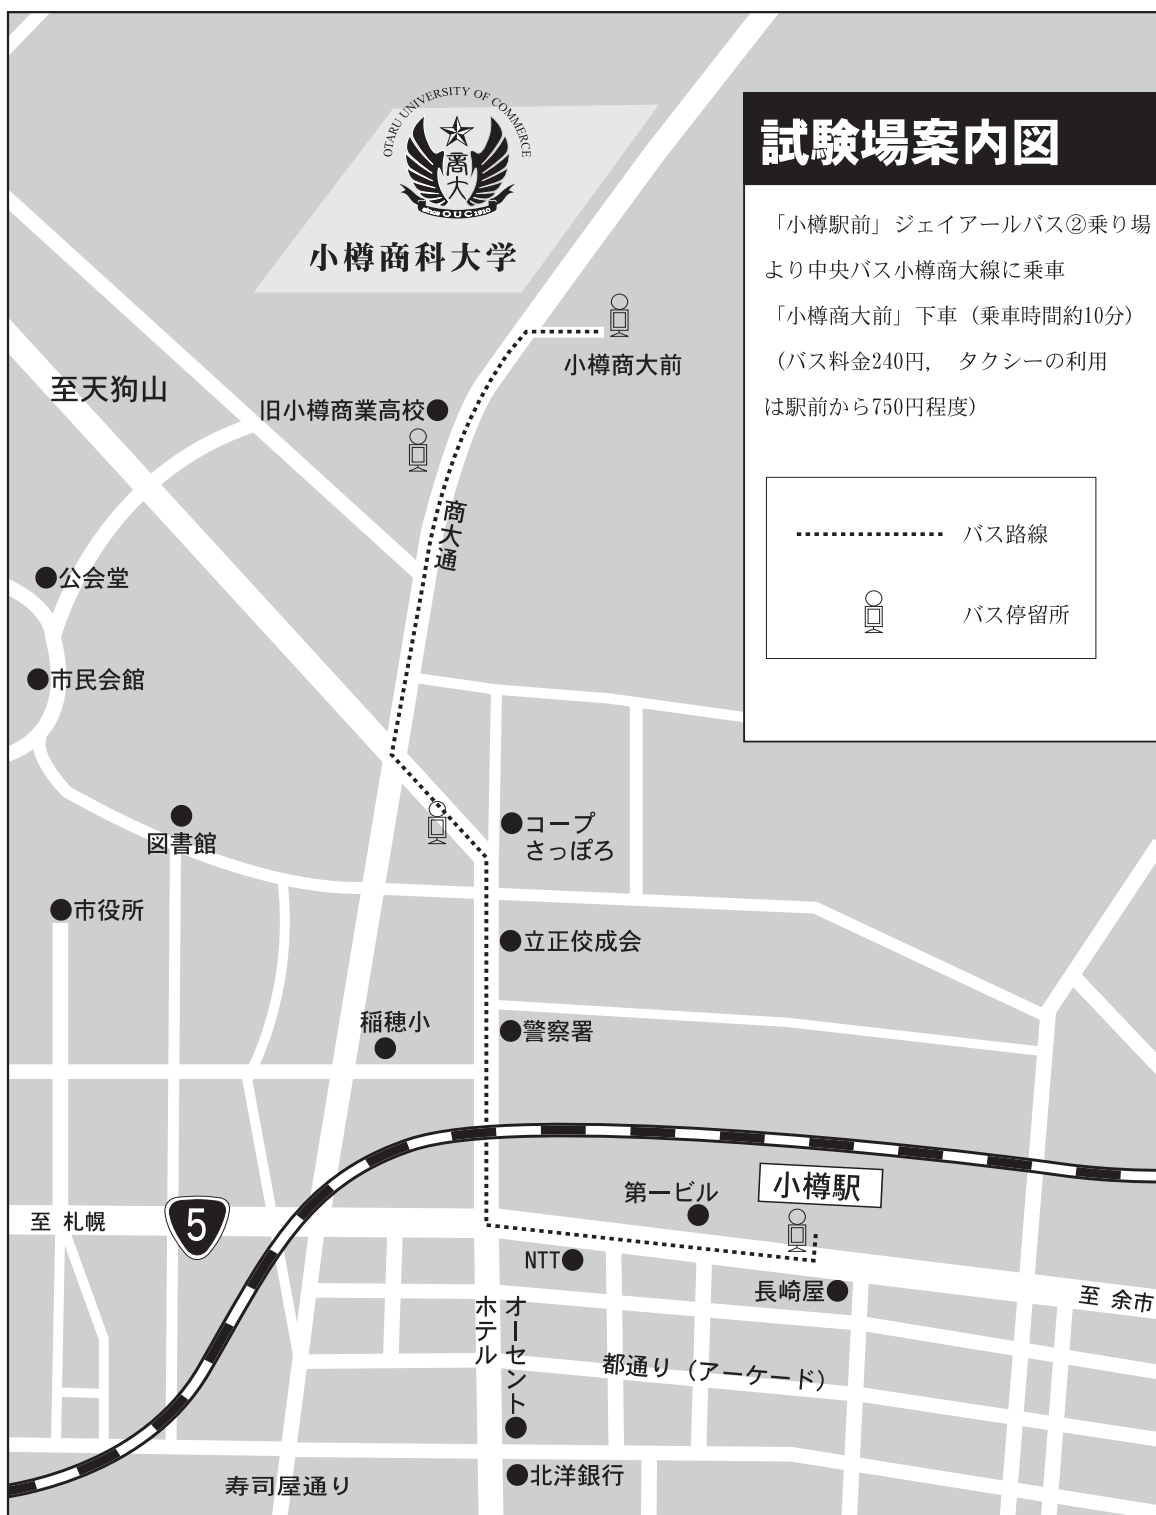 OTARU UNIVERSITY OF COMMERCE
商大
since OUC 1910
小樽商科大学
試験場案内図
「小樽駅前」ジェイアールバス②乗り場
より中央バス小樽商大線に乗車
「小樽商大前」下車（乗車時間約10分）
（バス料金240円， タクシーの利用
は駅前から750円程度）
バス路線
バス停留所
小樽商大前
至天狗山
旧小樽商業高校
商大通
公会堂
市民会館
図書館
コープ
さっぽろ
市役所
立正佼成会
稲穂小
警察署
小樽駅
第一ビル
至 札幌
5
NTT
長崎屋
至 余市
オーセント
ホテル
都通り（アーケード）
北洋銀行
寿司屋通り